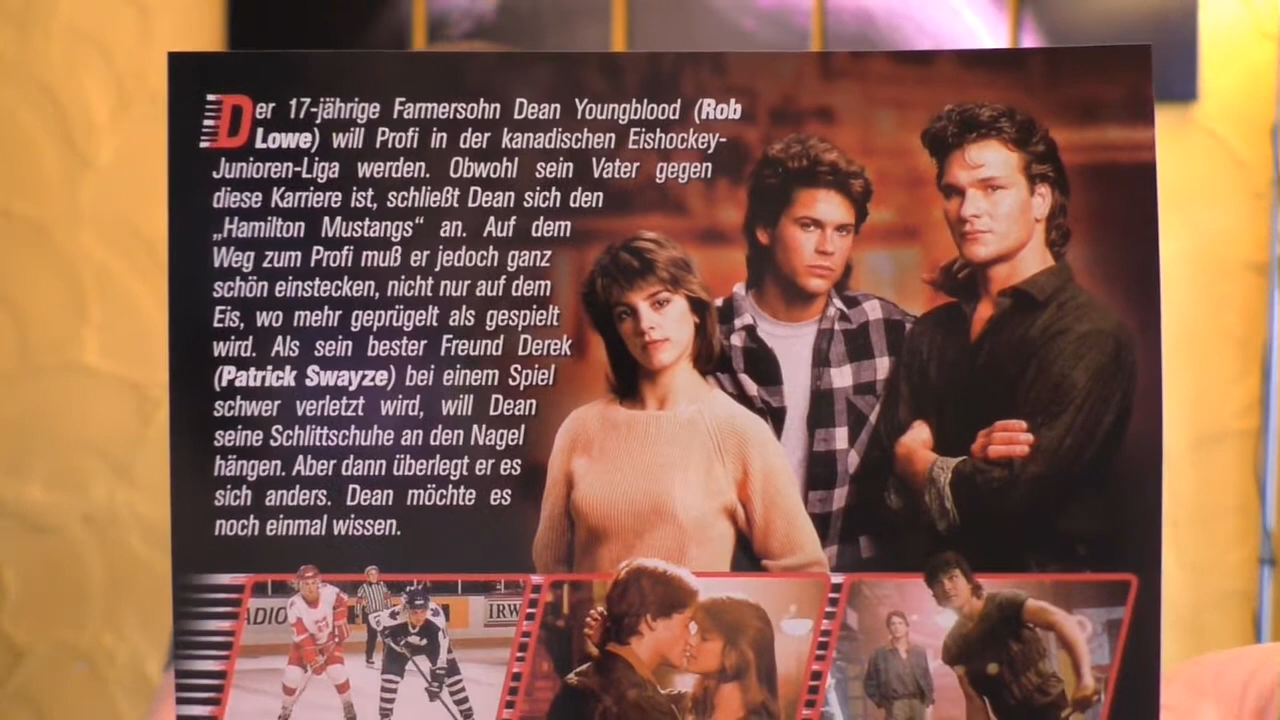 Der 17-jährige Farmersohn Dean Youngblood (Rob
Lowe) will Profi in der kanadischen Eishockey-
Junioren-Liga werden. Obwohl sein Vater gegen
diese Karriere ist, schließt Dean sich den
„Hamilton Mustangs“ an. Auf dem
Weg zum Profi muß er jedoch ganz
schön einstecken, nicht nur auf dem
Eis, wo mehr geprügelt als gespielt
wird. Als sein bester Freund Derek
(Patrick Swayze) bei einem Spiel
schwer verletzt wird, will Dean
seine Schlittschuhe an den Nagel
hängen. Aber dann überlegt er es
sich anders. Dean möchte es
noch einmal wissen.
ADIO
IRW